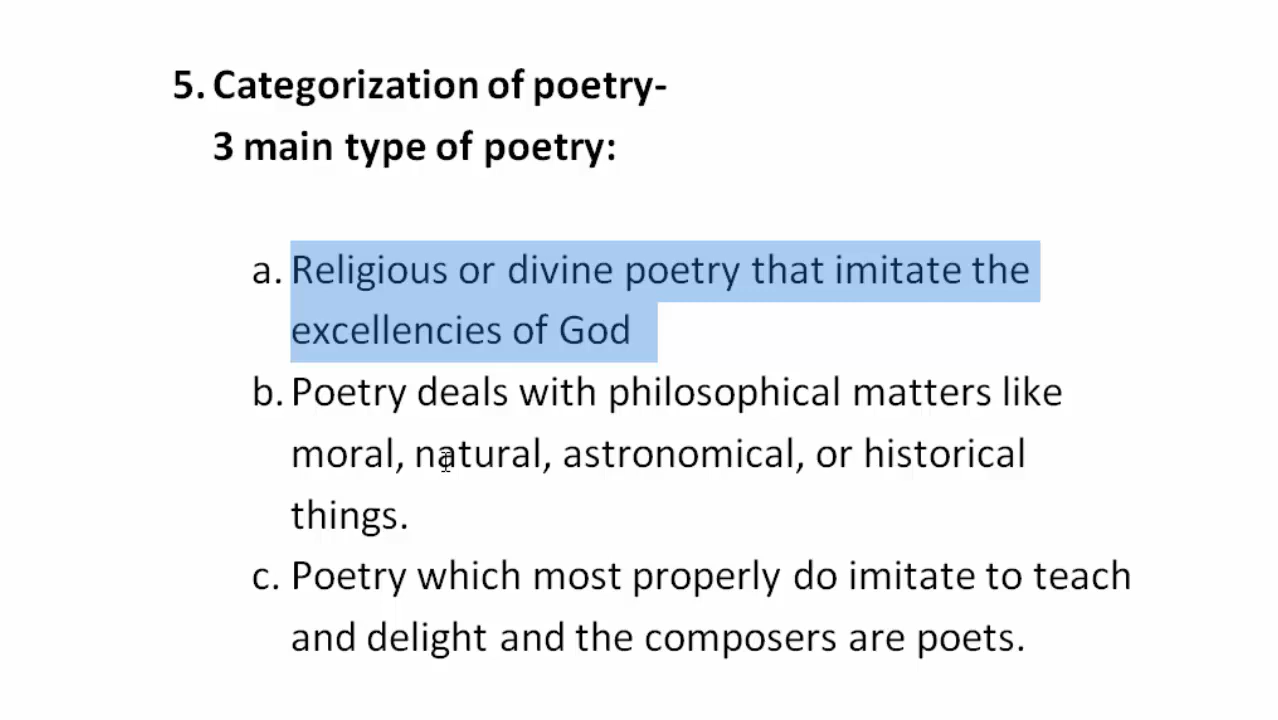 5. Categorization of poetry-
3 main type of poetry:
a. Religious or divine poetry that imitate the
excellencies of God
b. Poetry deals with philosophical matters like
moral, natural, astronomical, or historical
things.
c. Poetry which most properly do imitate to teach
and delight and the composers are poets.